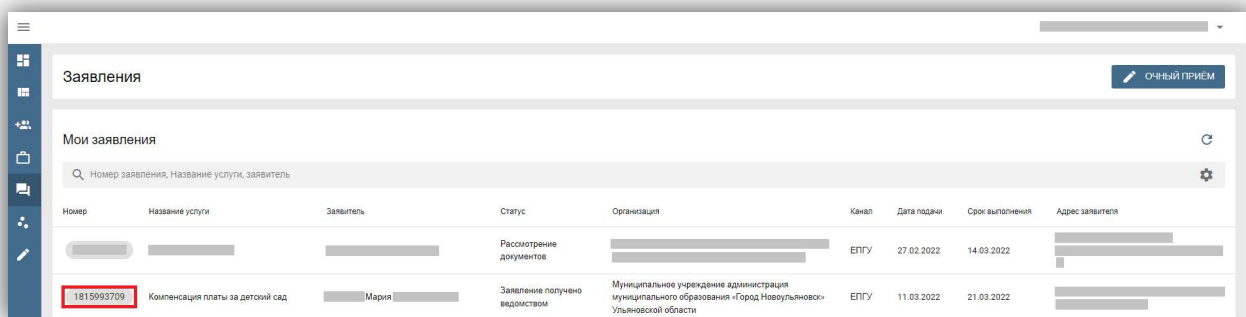 Заявления
ОЧНЫЙ ПРИЁМ
Мои заявления
Номер заявления, Название услуги, заявитель
Номер Название услуги Заявитель Статус Организация Канал Дата подачи Срок выполнения Адрес заявителя
Рассмотрение
документов
ЕПГУ 27.02.2022 14.03.2022
1815993709 Компенсация платы за детский сад Мария
Заявление получено
ведомством
Муниципальное учреждение администрация
муниципального образования «Город Новоульяновск»
Ульяновской области
ЕПГУ 11.03.2022 21.03.2022